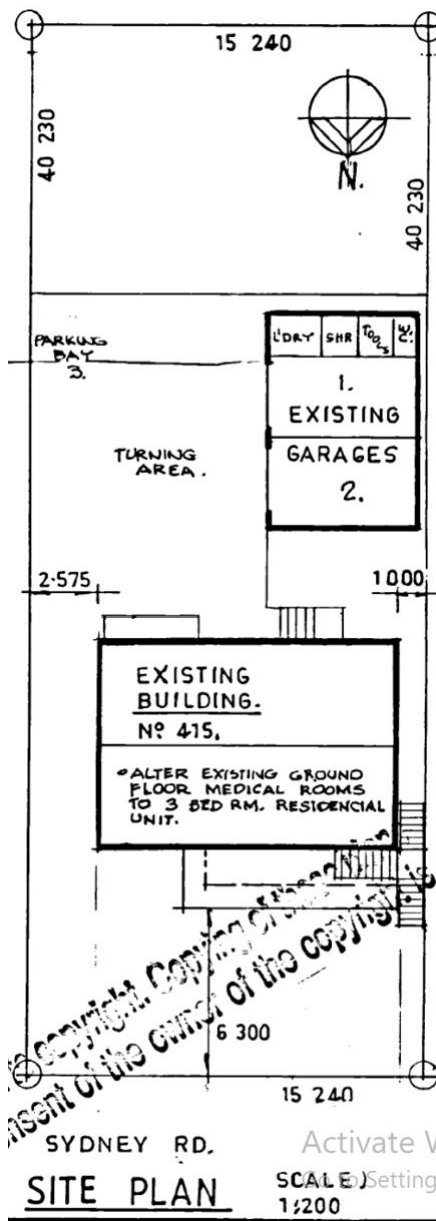 15 240
40 230
40 230
N.
L'DRY
SHR
TOOLS
W.C.
PARKING
BAY
3.
1.
EXISTING
GARAGES
2.
TURNING
AREA.
2·575
1000
EXISTING
BUILDING.
Nº 415.
ALTER EXISTING GROUND
FLOOR MEDICAL ROOMS
TO 3 BED RM. RESIDENCIAL
UNIT.
copyright. Copying of
nsent of the owner of the copyright is
6 300
15 240
SYDNEY RD.
SITE PLAN
SCALE
1:200
Activate W
Go to Setting